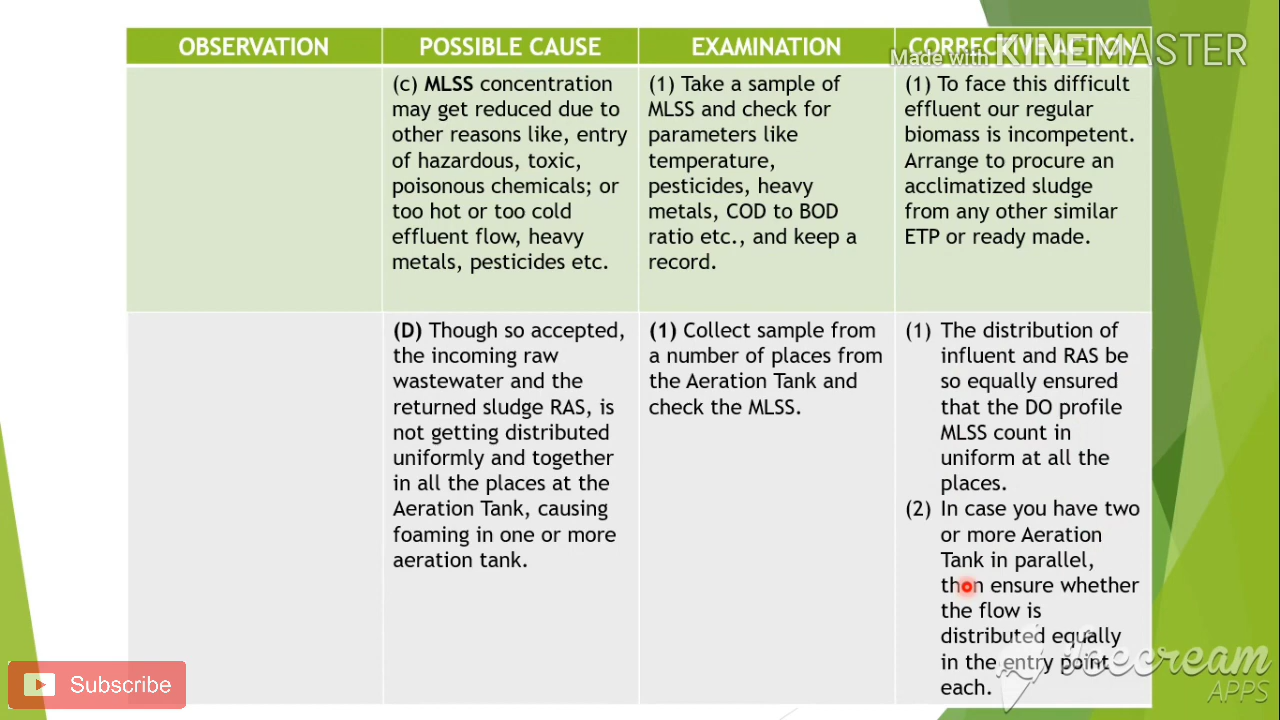 OBSERVATION
POSSIBLE CAUSE
EXAMINATION
CORRECTIVE ACTION
Made with KINEMASTER
(c) MLSS concentration
may get reduced due to
other reasons like, entry
of hazardous, toxic,
poisonous chemicals; or
too hot or too cold
effluent flow, heavy
metals, pesticides etc.
(1) Take a sample of
MLSS and check for
parameters like
temperature,
pesticides, heavy
metals, COD to BOD
ratio etc., and keep a
record.
(1) To face this difficult
effluent our regular
biomass is incompetent.
Arrange to procure an
acclimatized sludge
from any other similar
ETP or ready made.
(D) Though so accepted,
the incoming raw
wastewater and the
returned sludge RAS, is
not getting distributed
uniformly and together
in all the places at the
Aeration Tank, causing
foaming in one or more
aeration tank.
(1) Collect sample from
a number of places from
the Aeration Tank and
check the MLSS.
(1) The distribution of
influent and RAS be
so equally ensured
that the DO profile
MLSS count in
uniform at all the
places.
(2) In case you have two
or more Aeration
Tank in parallel,
then ensure whether
the flow is
distributed equally
in the entry point
each.
Subscribe
Icecream
APPS